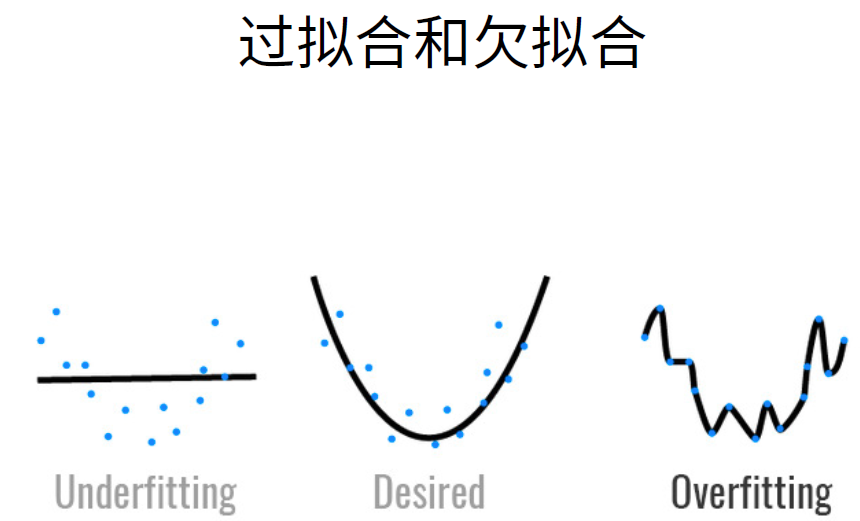 过拟合和欠拟合
Underfitting
Desired
Overfitting